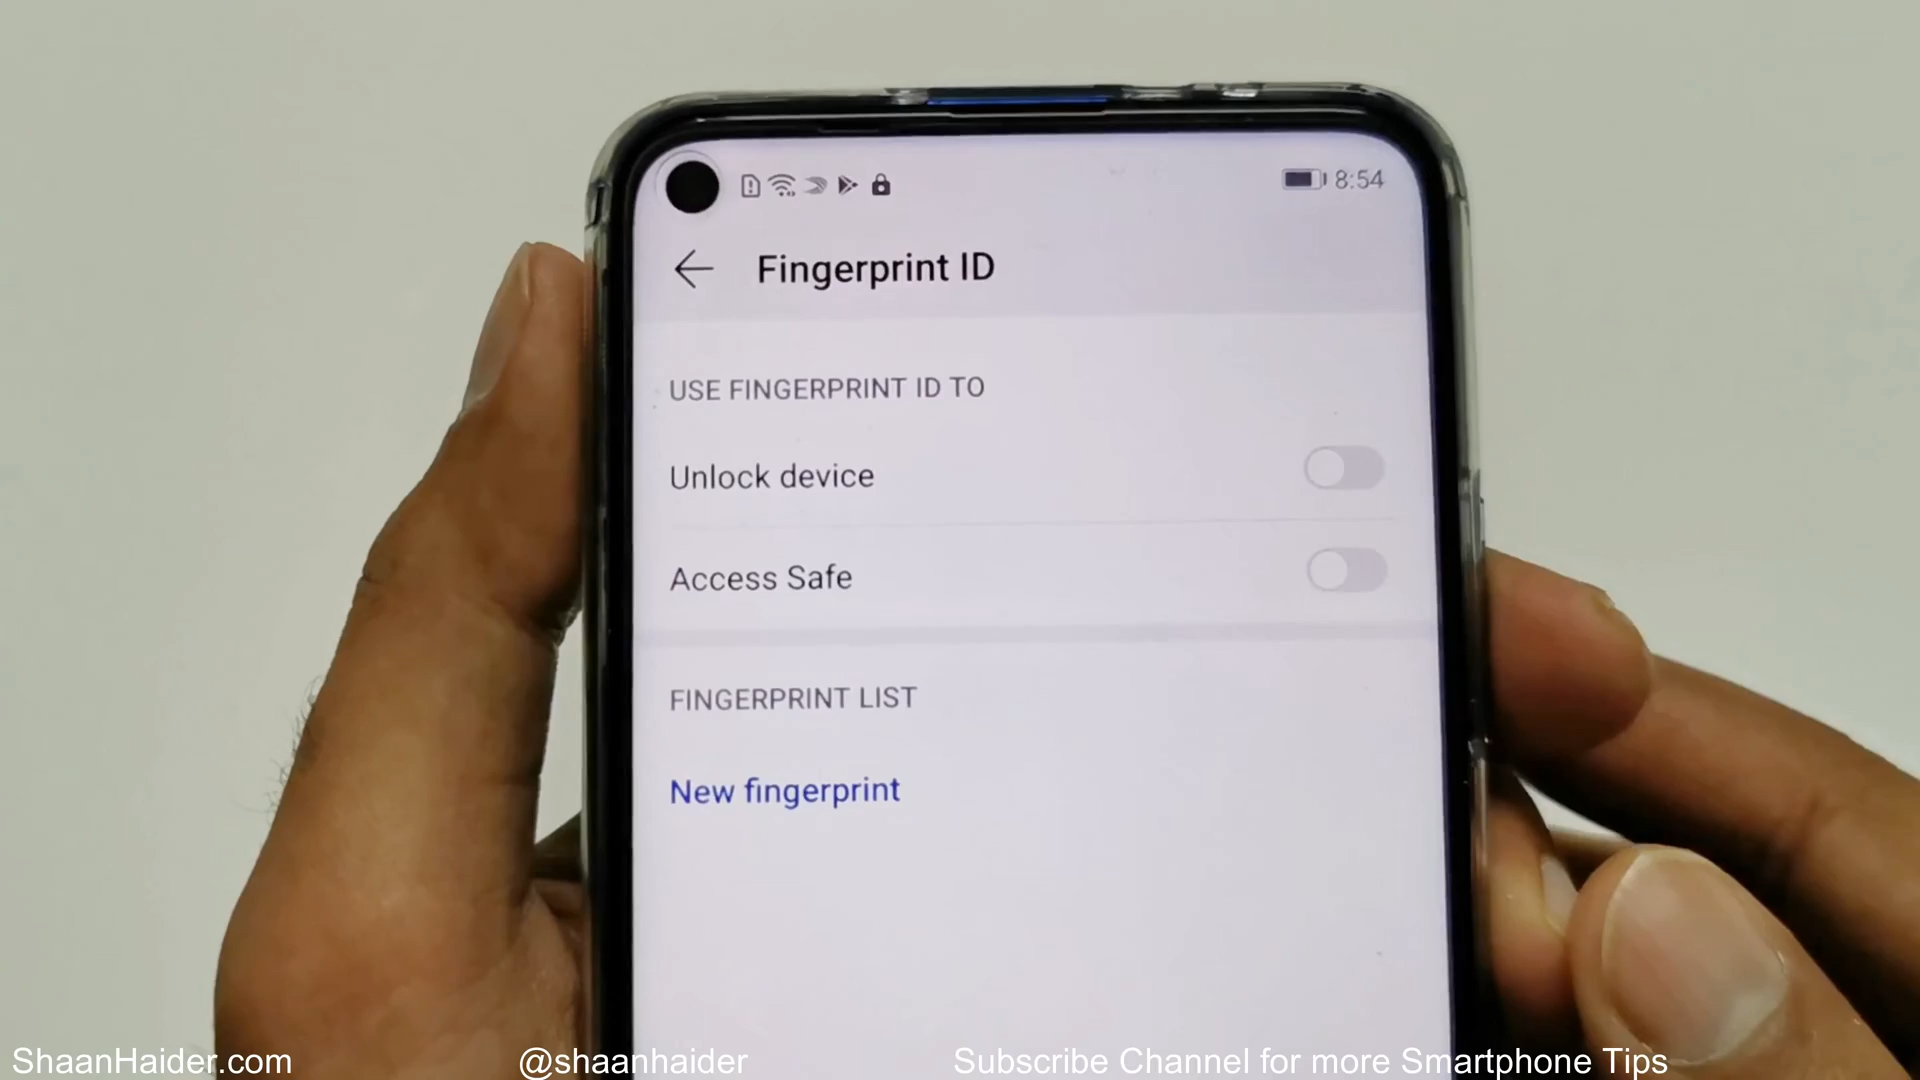 8:54
Fingerprint ID
USE FINGERPRINT ID TO
Unlock device
Access Safe
FINGERPRINT LIST
New fingerprint
ShaanHaider.com @shaanhaider Subscribe Channel for more Smartphone Tips